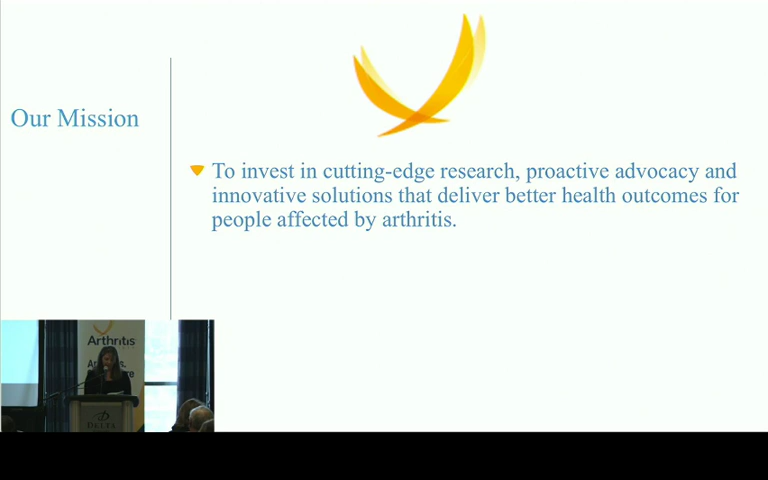 Our Mission
To invest in cutting-edge research, proactive advocacy and
innovative solutions that deliver better health outcomes for
people affected by arthritis.
Arthritis
DELTA